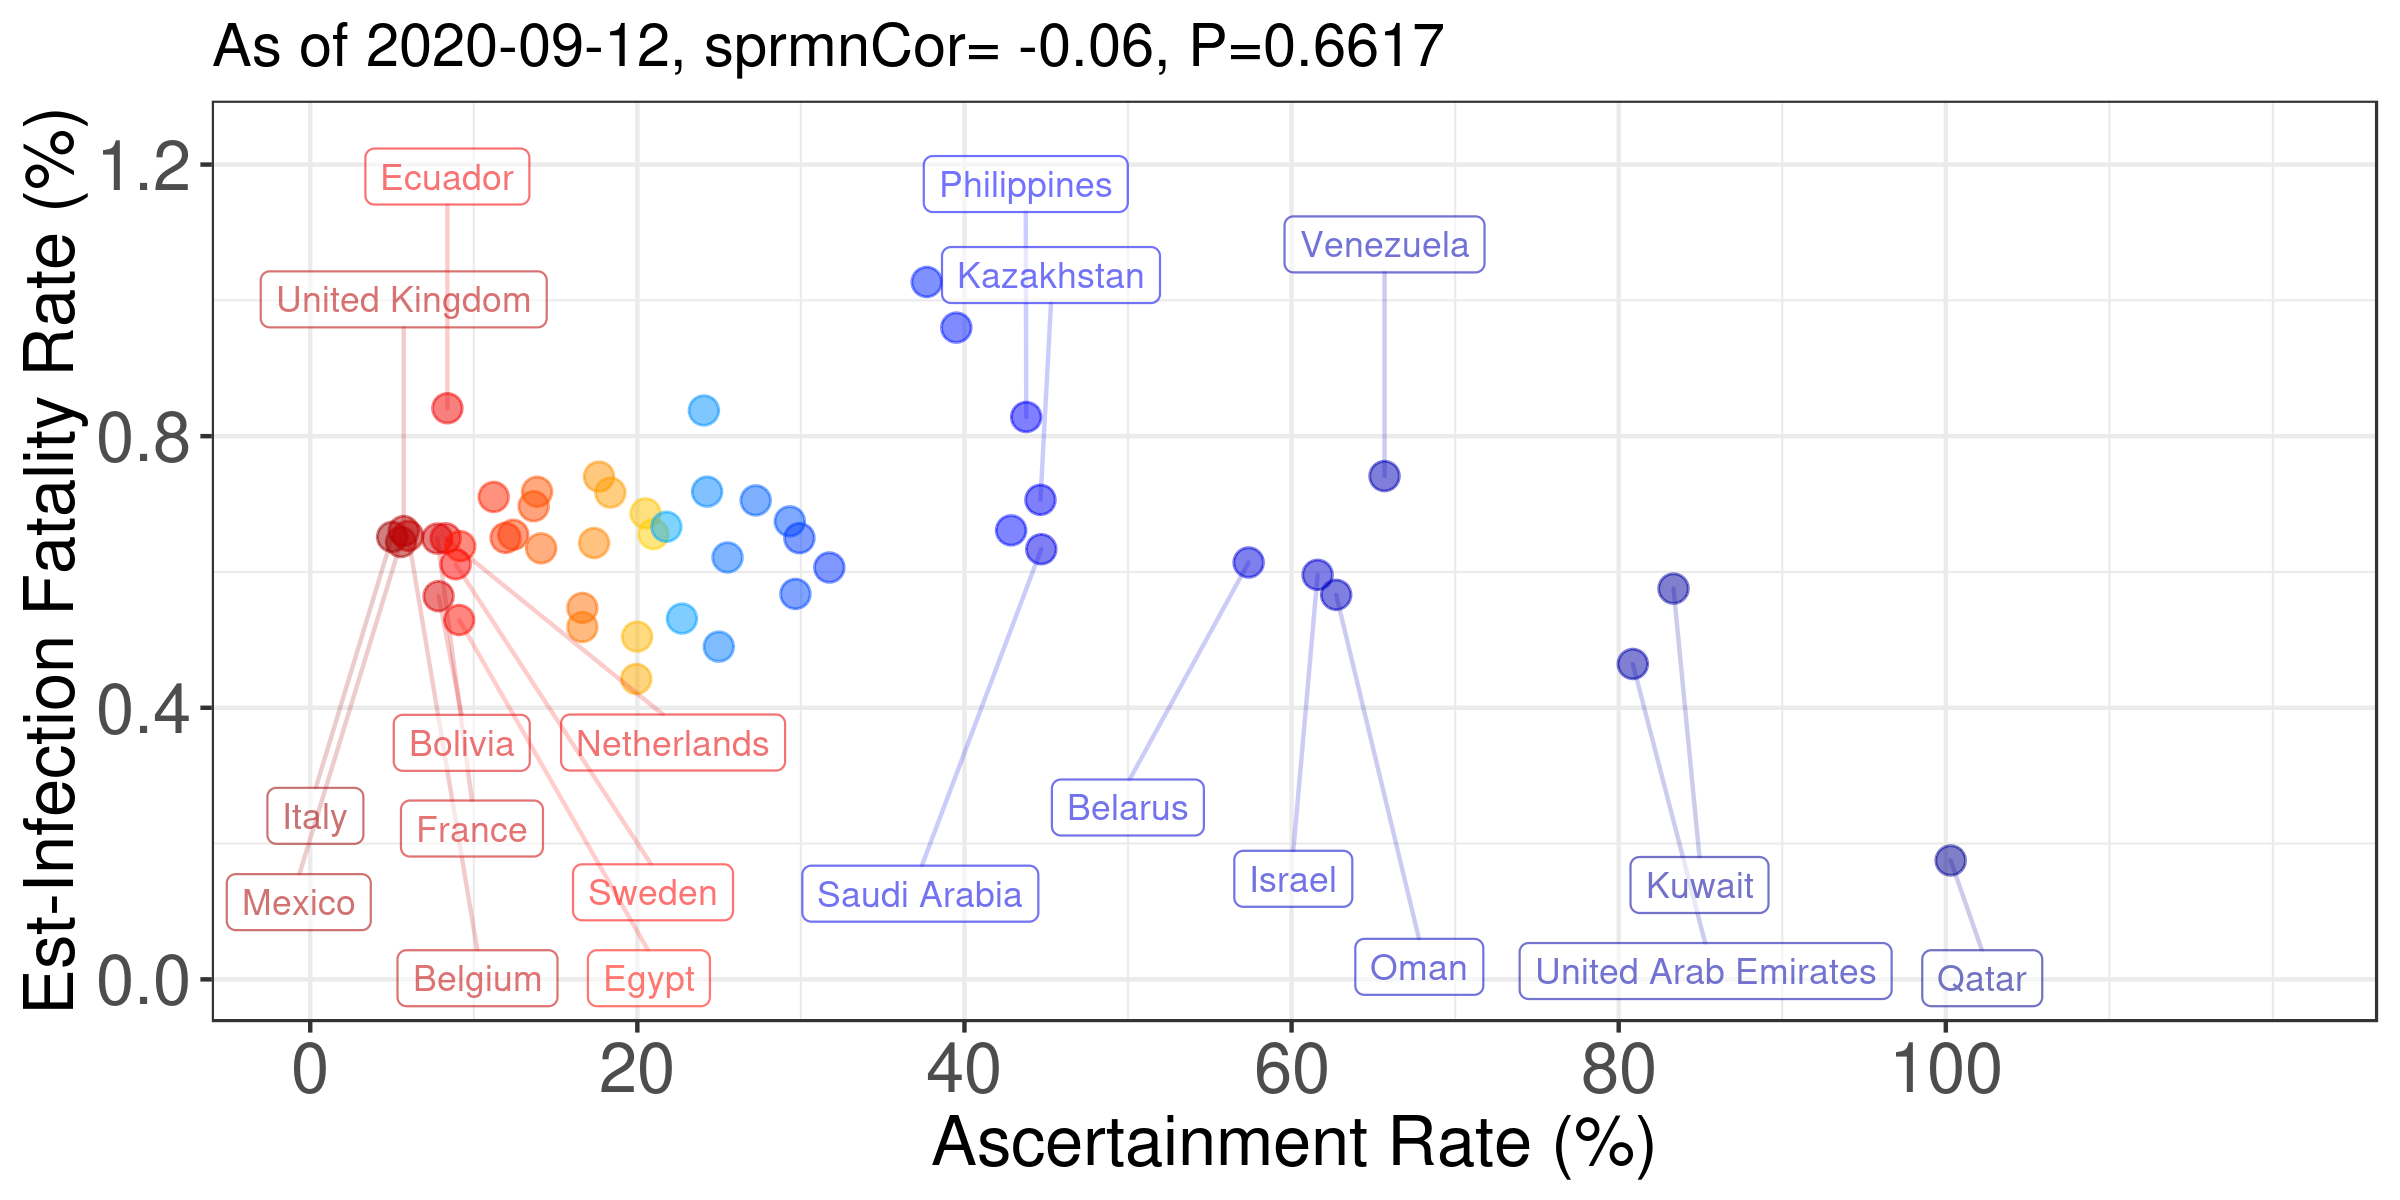 As of 2020-09-12, sprmnCor= -0.06, P=0.6617
Est-Infection Fatality Rate (%)
1.2
0.8
0.4
0.0
Ecuador
Philippines
Venezuela
Kazakhstan
United Kingdom
Bolivia
Netherlands
Italy
Belarus
France
Israel
Kuwait
Sweden
Saudi Arabia
Mexico
Oman
United Arab Emirates
Belgium
Egypt
Qatar
0
20
40
60
80
100
Ascertainment Rate (%)